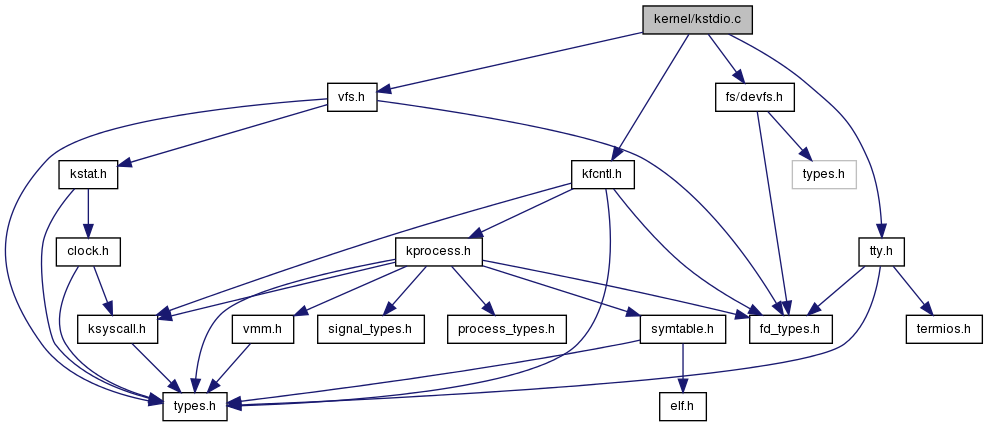 kernel/kstdio.c
vfs.h
fs/devfs.h
kstat.h
kfcntl.h
types.h
clock.h
kprocess.h
tty.h
ksyscall.h
vmm.h
signal_types.h
process_types.h
symtable.h
fd_types.h
termios.h
types.h
elf.h